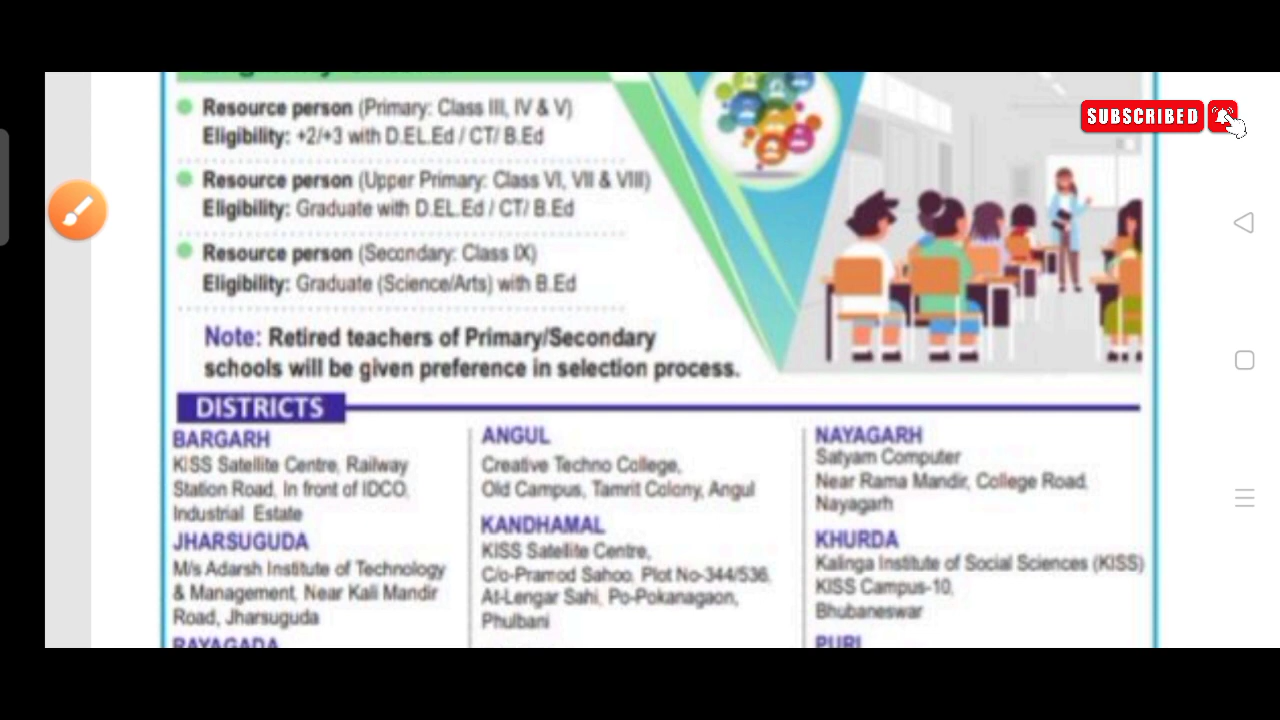 Resource person (Primary: Class III, IV & V)
Eligibility: +2/+3 with D.EL.Ed / CT/ B.Ed
Resource person (Upper Primary: Class VI, VII & VIII)
Eligibility: Graduate with D.EL.Ed / CT/ B.Ed
Resource person (Secondary: Class IX)
Eligibility: Graduate (Science/Arts) with B.Ed
Note: Retired teachers of Primary/Secondary
schools will be given preference in selection process.
SUBSCRIBED
DISTRICTS
BARGARH
KISS Satellite Centre, Railway
Station Road, In front of IDCO,
Industrial Estate
JHARSUGUDA
M/s Adarsh Institute of Technology
& Management, Near Kali Mandir
Road, Jharsuguda
RAYAGADA
ANGUL
Creative Techno College,
Old Campus, Tamrit Colony, Angul
KANDHAMAL
KISS Satellite Centre,
C/o-Pramod Sahoo, Plot No-344/536,
At-Lengar Sahi, Po-Pokanagaon,
Phulbani
NAYAGARH
Satyam Computer
Near Rama Mandir, College Road,
Nayagarh
KHURDA
Kalinga Institute of Social Sciences (KISS)
KISS Campus-10,
Bhubaneswar
PURI